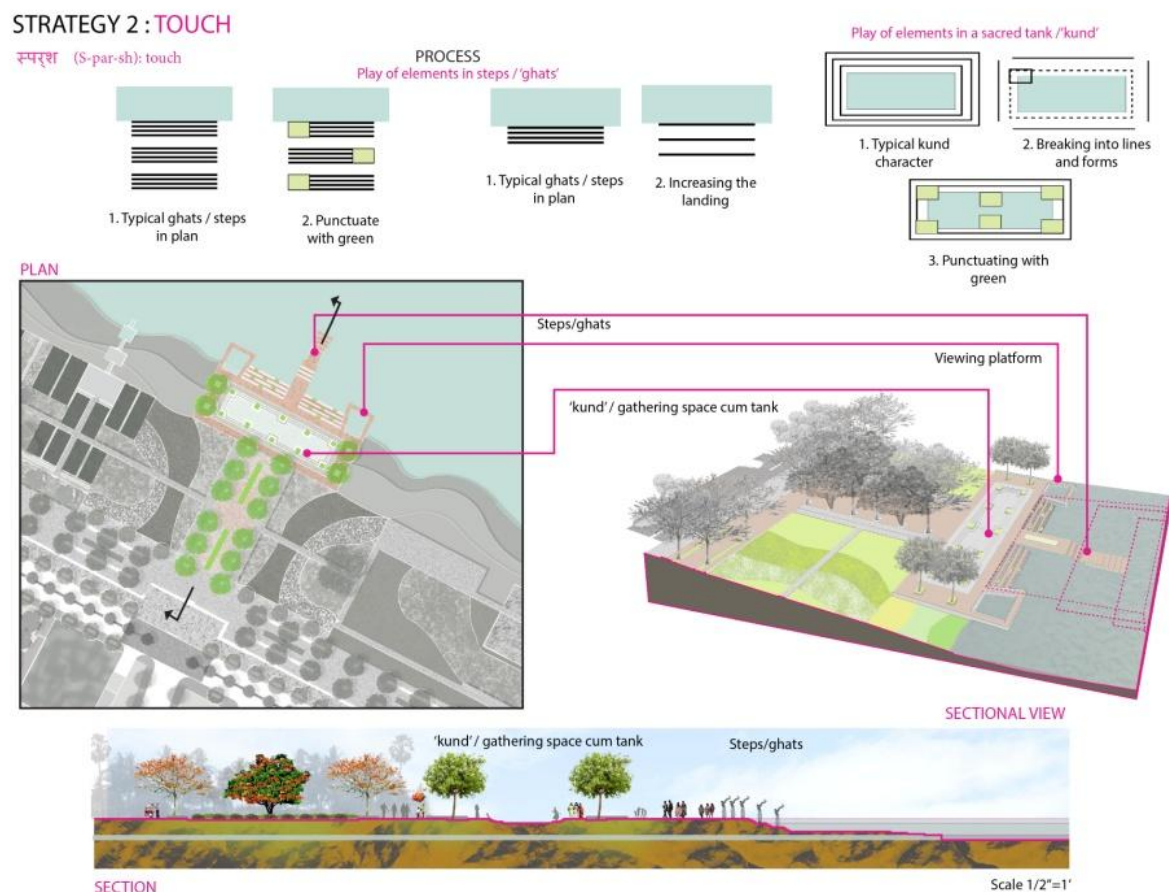 STRATEGY 2 : TOUCH
स्पर्श (S-par-sh): touch
PROCESS
Play of elements in steps / 'ghats'
Play of elements in a sacred tank /'kund'
1. Typical ghats / steps
in plan
2. Punctuate
with green
1. Typical ghats / steps
in plan
2. Increasing the
landing
1. Typical kund
character
2. Breaking into lines
and forms
3. Punctuating with
green
PLAN
Steps/ghats
Viewing platform
'kund' / gathering space cum tank
SECTIONAL VIEW
'kund' / gathering space cum tank
Steps/ghats
SECTION
Scale 1/2"=1'